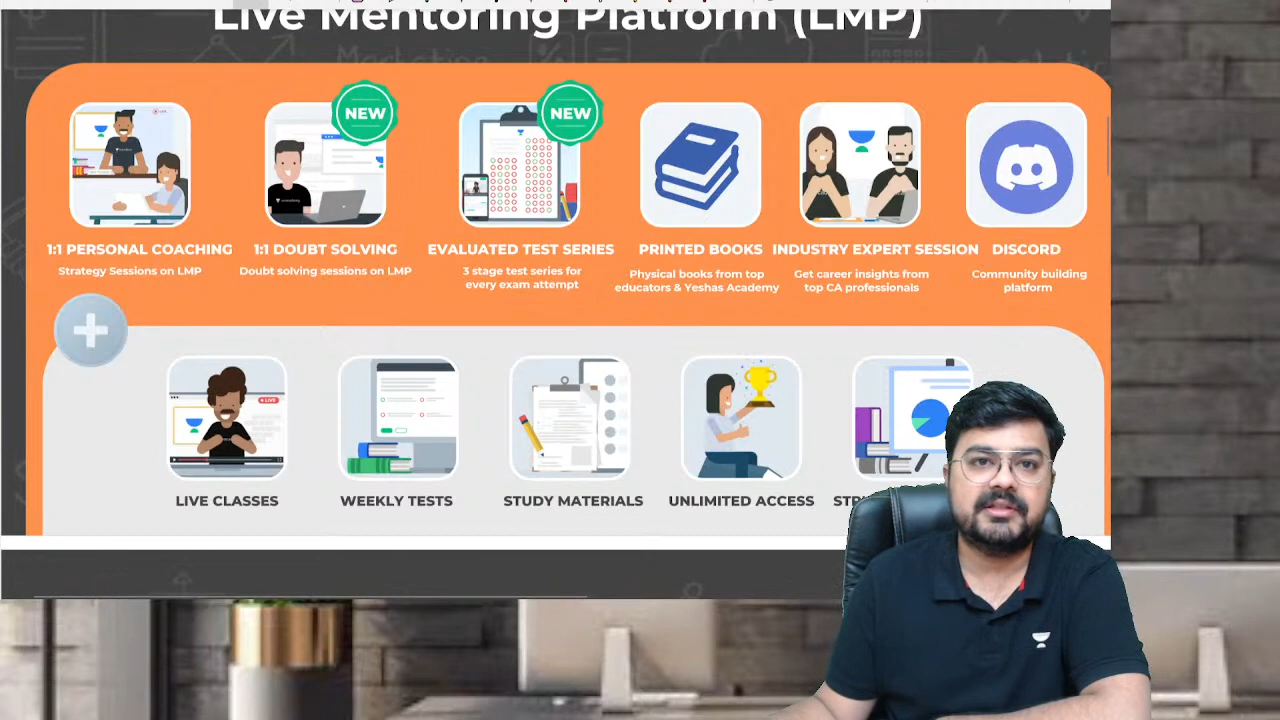 Live Mentoring Platform (LMP)
NEW
NEW
1:1 PERSONAL COACHING
Strategy Sessions on LMP
1:1 DOUBT SOLVING
Doubt solving sessions on LMP
EVALUATED TEST SERIES
3 stage test series for
every exam attempt
PRINTED BOOKS
Physical books from top
educators & Yeshas Academy
INDUSTRY EXPERT SESSION
Get career insights from
top CA professionals
DISCORD
Community building
platform
LIVE
LIVE CLASSES
WEEKLY TESTS
STUDY MATERIALS
UNLIMITED ACCESS